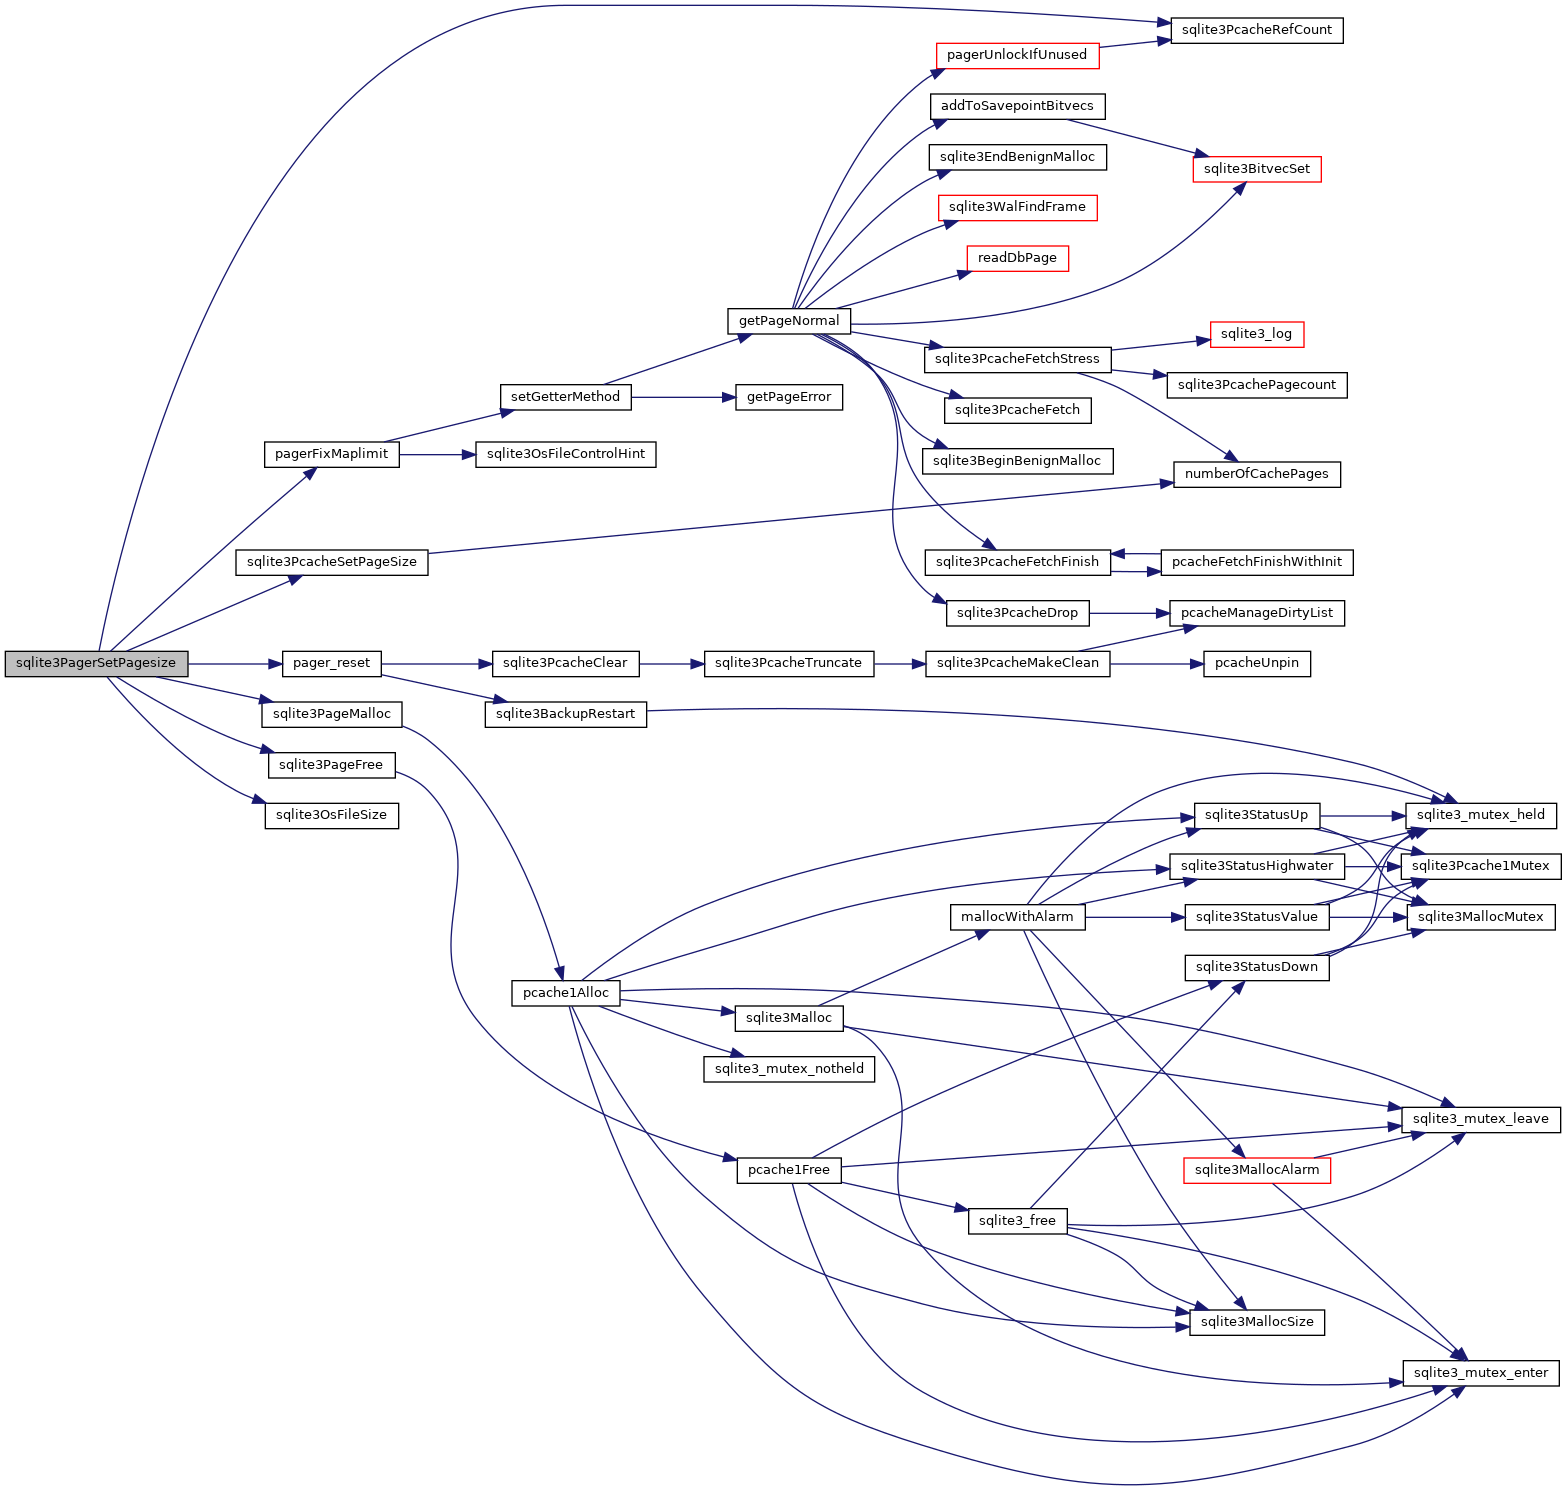 sqlite3PcacheRefCount
pagerUnlockIfUnused
addToSavepointBitvecs
sqlite3EndBenignMalloc
sqlite3BitvecSet
sqlite3WalFindFrame
readDbPage
getPageNormal
sqlite3_log
sqlite3PcacheFetchStress
sqlite3PcachePagecount
setGetterMethod
getPageError
sqlite3PcacheFetch
pagerFixMaplimit
sqlite3OsFileControlHint
sqlite3BeginBenignMalloc
numberOfCachePages
sqlite3PcacheSetPageSize
sqlite3PcacheFetchFinish
pcacheFetchFinishWithInit
sqlite3PcacheDrop
pcacheManageDirtyList
sqlite3PagerSetPagesize
pager_reset
sqlite3PcacheClear
sqlite3PcacheTruncate
sqlite3PcacheMakeClean
pcacheUnpin
sqlite3PageMalloc
sqlite3BackupRestart
sqlite3PageFree
sqlite3OsFileSize
sqlite3StatusUp
sqlite3_mutex_held
sqlite3StatusHighwater
sqlite3Pcache1Mutex
mallocWithAlarm
sqlite3StatusValue
sqlite3MallocMutex
sqlite3StatusDown
pcache1Alloc
sqlite3Malloc
sqlite3_mutex_notheld
sqlite3_mutex_leave
pcache1Free
sqlite3MallocAlarm
sqlite3_free
sqlite3MallocSize
sqlite3_mutex_enter